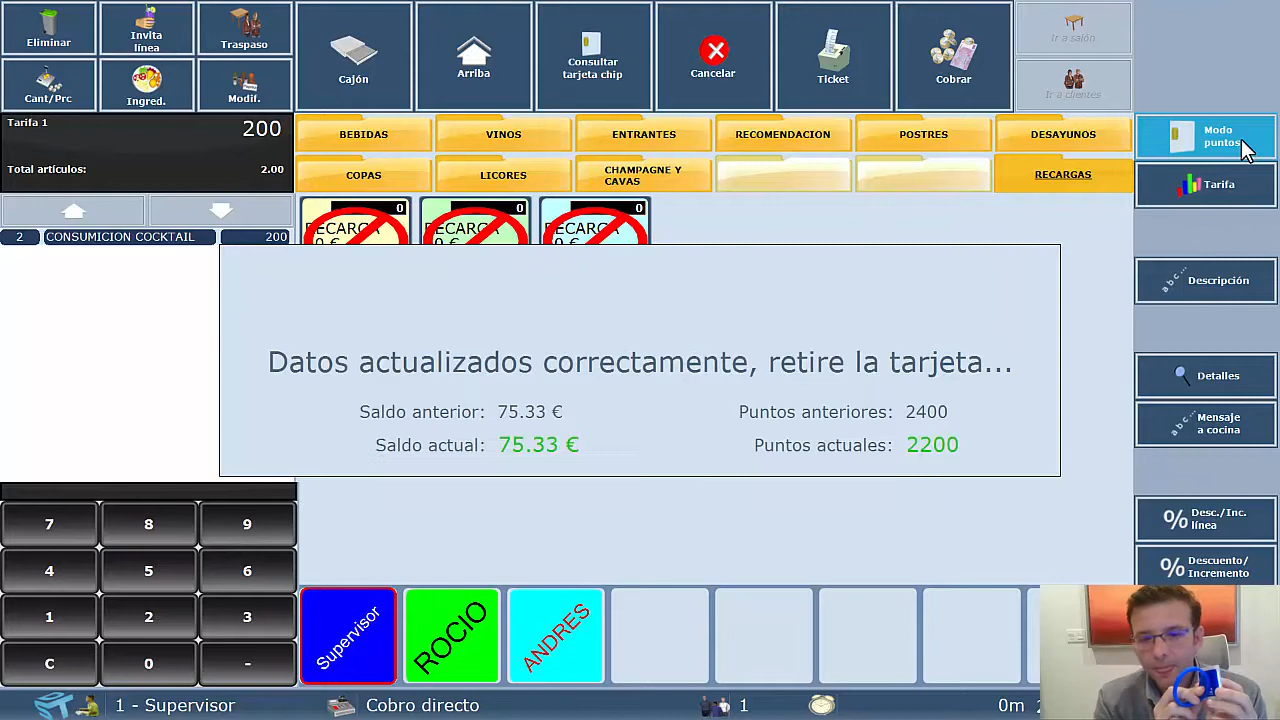 Eliminar
Invita
línea
Traspaso
Cant/Prc
Ingred.
Modif.
Cajón
Arriba
Consultar
tarjeta chip
Cancelar
Ticket
Cobrar
Ir a salón
Ir a clientes
Tarifa 1
200
Total artículos:
2.00
BEBIDAS
VINOS
ENTRANTES
RECOMENDACION
POSTRES
DESAYUNOS
COPAS
LICORES
CHAMPAGNE Y
CAVAS
RECARGAS
Modo
puntos
Tarifa
2 CONSUMICION COCKTAIL 200
0
0
0
Descripción
Datos actualizados correctamente, retire la tarjeta...
Saldo anterior: 75.33 €
Puntos anteriores: 2400
Saldo actual: 75.33 €
Puntos actuales: 2200
Detalles
Mensaje
a cocina
7 8 9
4 5 6
1 2 3
C 0 -
% Desc./Inc.
línea
% Descuento/
Incremento
Supervisor
ROCIO
ANDRES
1 - Supervisor
Cobro directo
1
0m